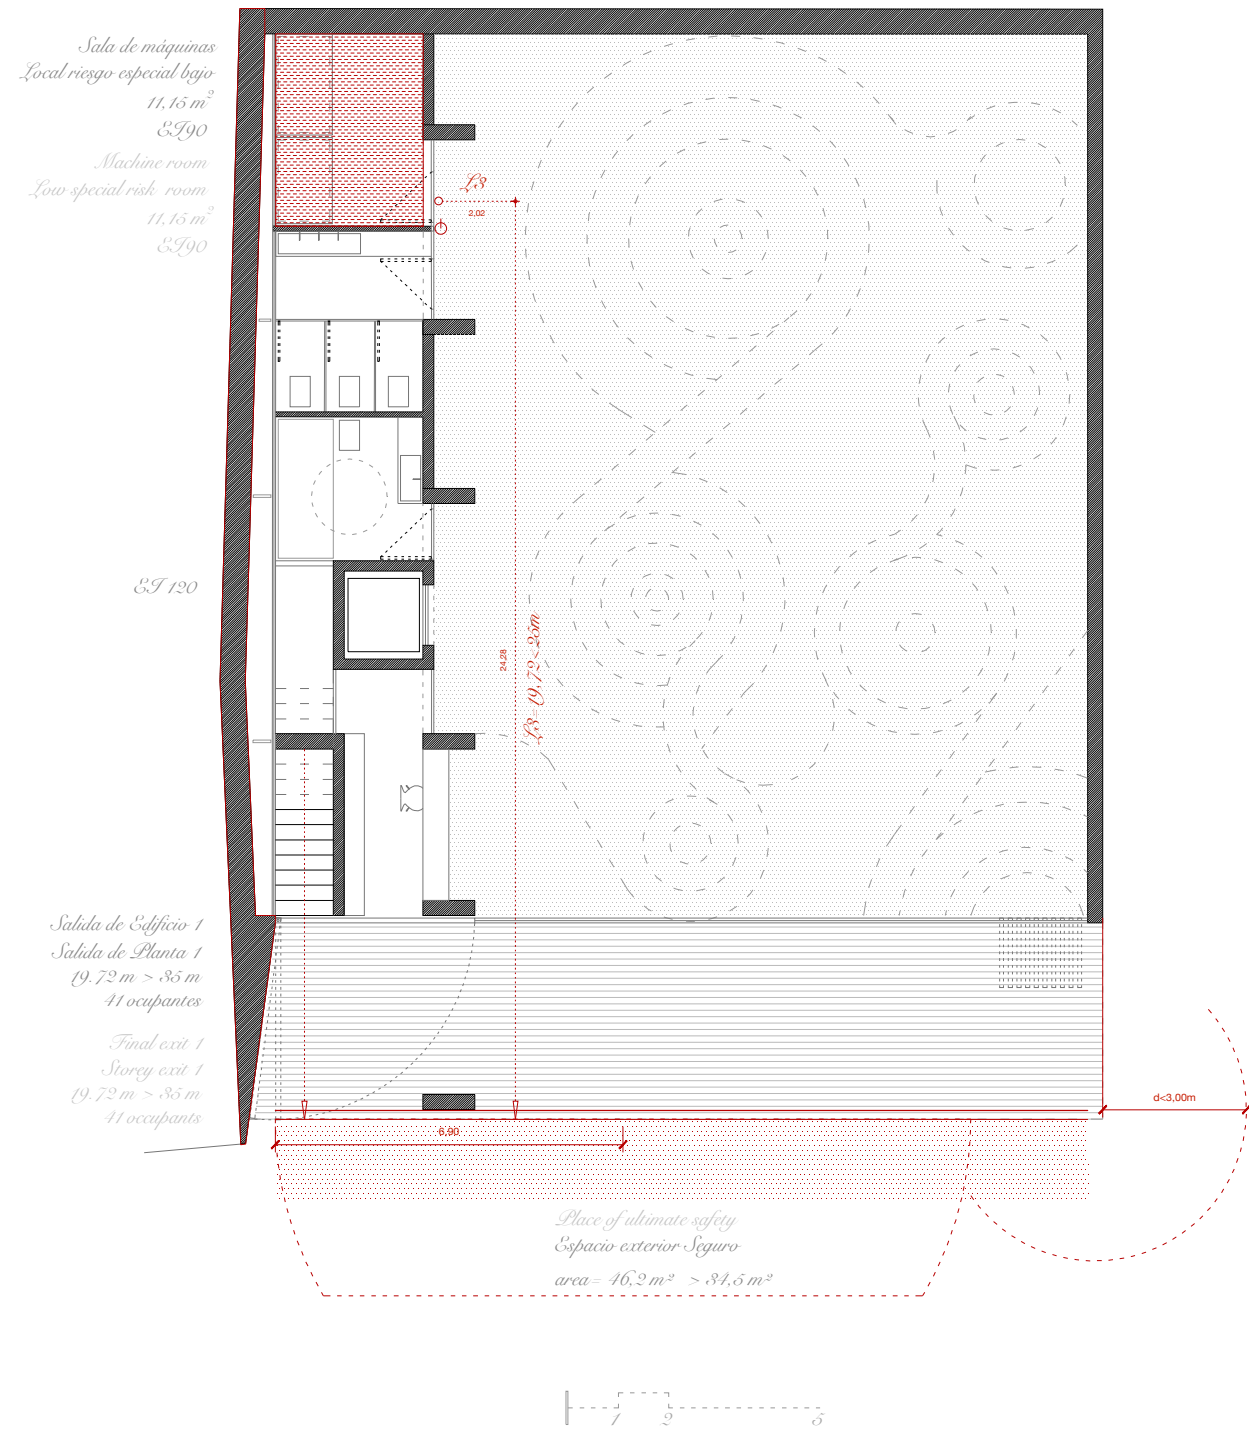 Sala de máquinas
Local riesgo especial bajo
11,15 m²
EI90
Machine room
Low special risk room
11,15 m²
EI90
L3
2,02
EI 120
24,28
L3= 19,72<25m
Salida de Edificio 1
Salida de Planta 1
19.72 m > 35 m
41 ocupantes
Final exit 1
Storey exit 1
19.72 m > 35 m
41 occupants
d<3,00m
6,90
Place of ultimate safety
Espacio exterior Seguro
area= 46,2 m² > 34,5 m²
1 2 5